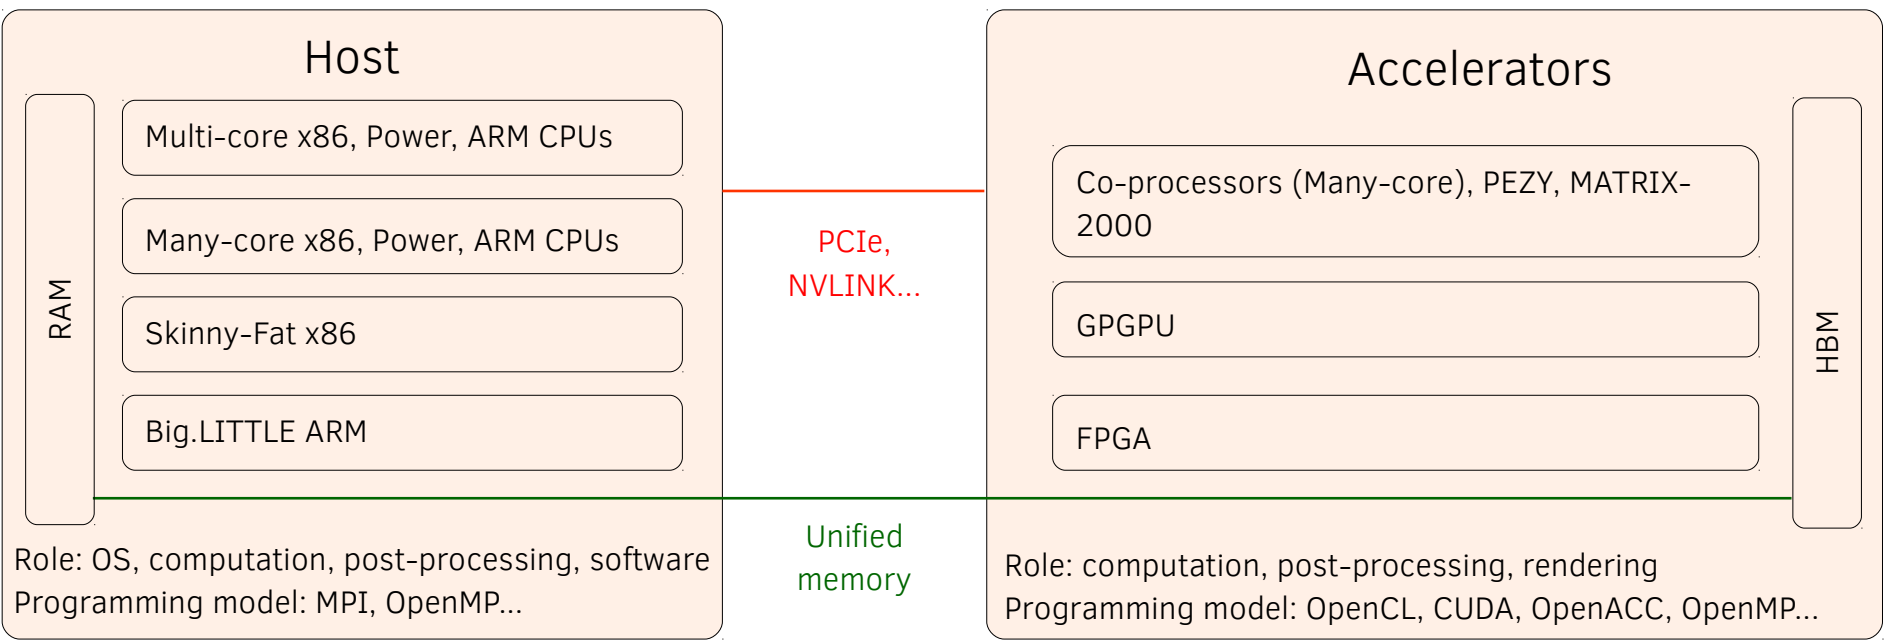 Host
RAM
Multi-core x86, Power, ARM CPUs
Many-core x86, Power, ARM CPUs
Skinny-Fat x86
Big.LITTLE ARM
Role: OS, computation, post-processing, software
Programming model: MPI, OpenMP...
PCIe,
NVLINK...
Unified
memory
Accelerators
Co-processors (Many-core), PEZY, MATRIX-
2000
GPGPU
FPGA
HBM
Role: computation, post-processing, rendering
Programming model: OpenCL, CUDA, OpenACC, OpenMP...